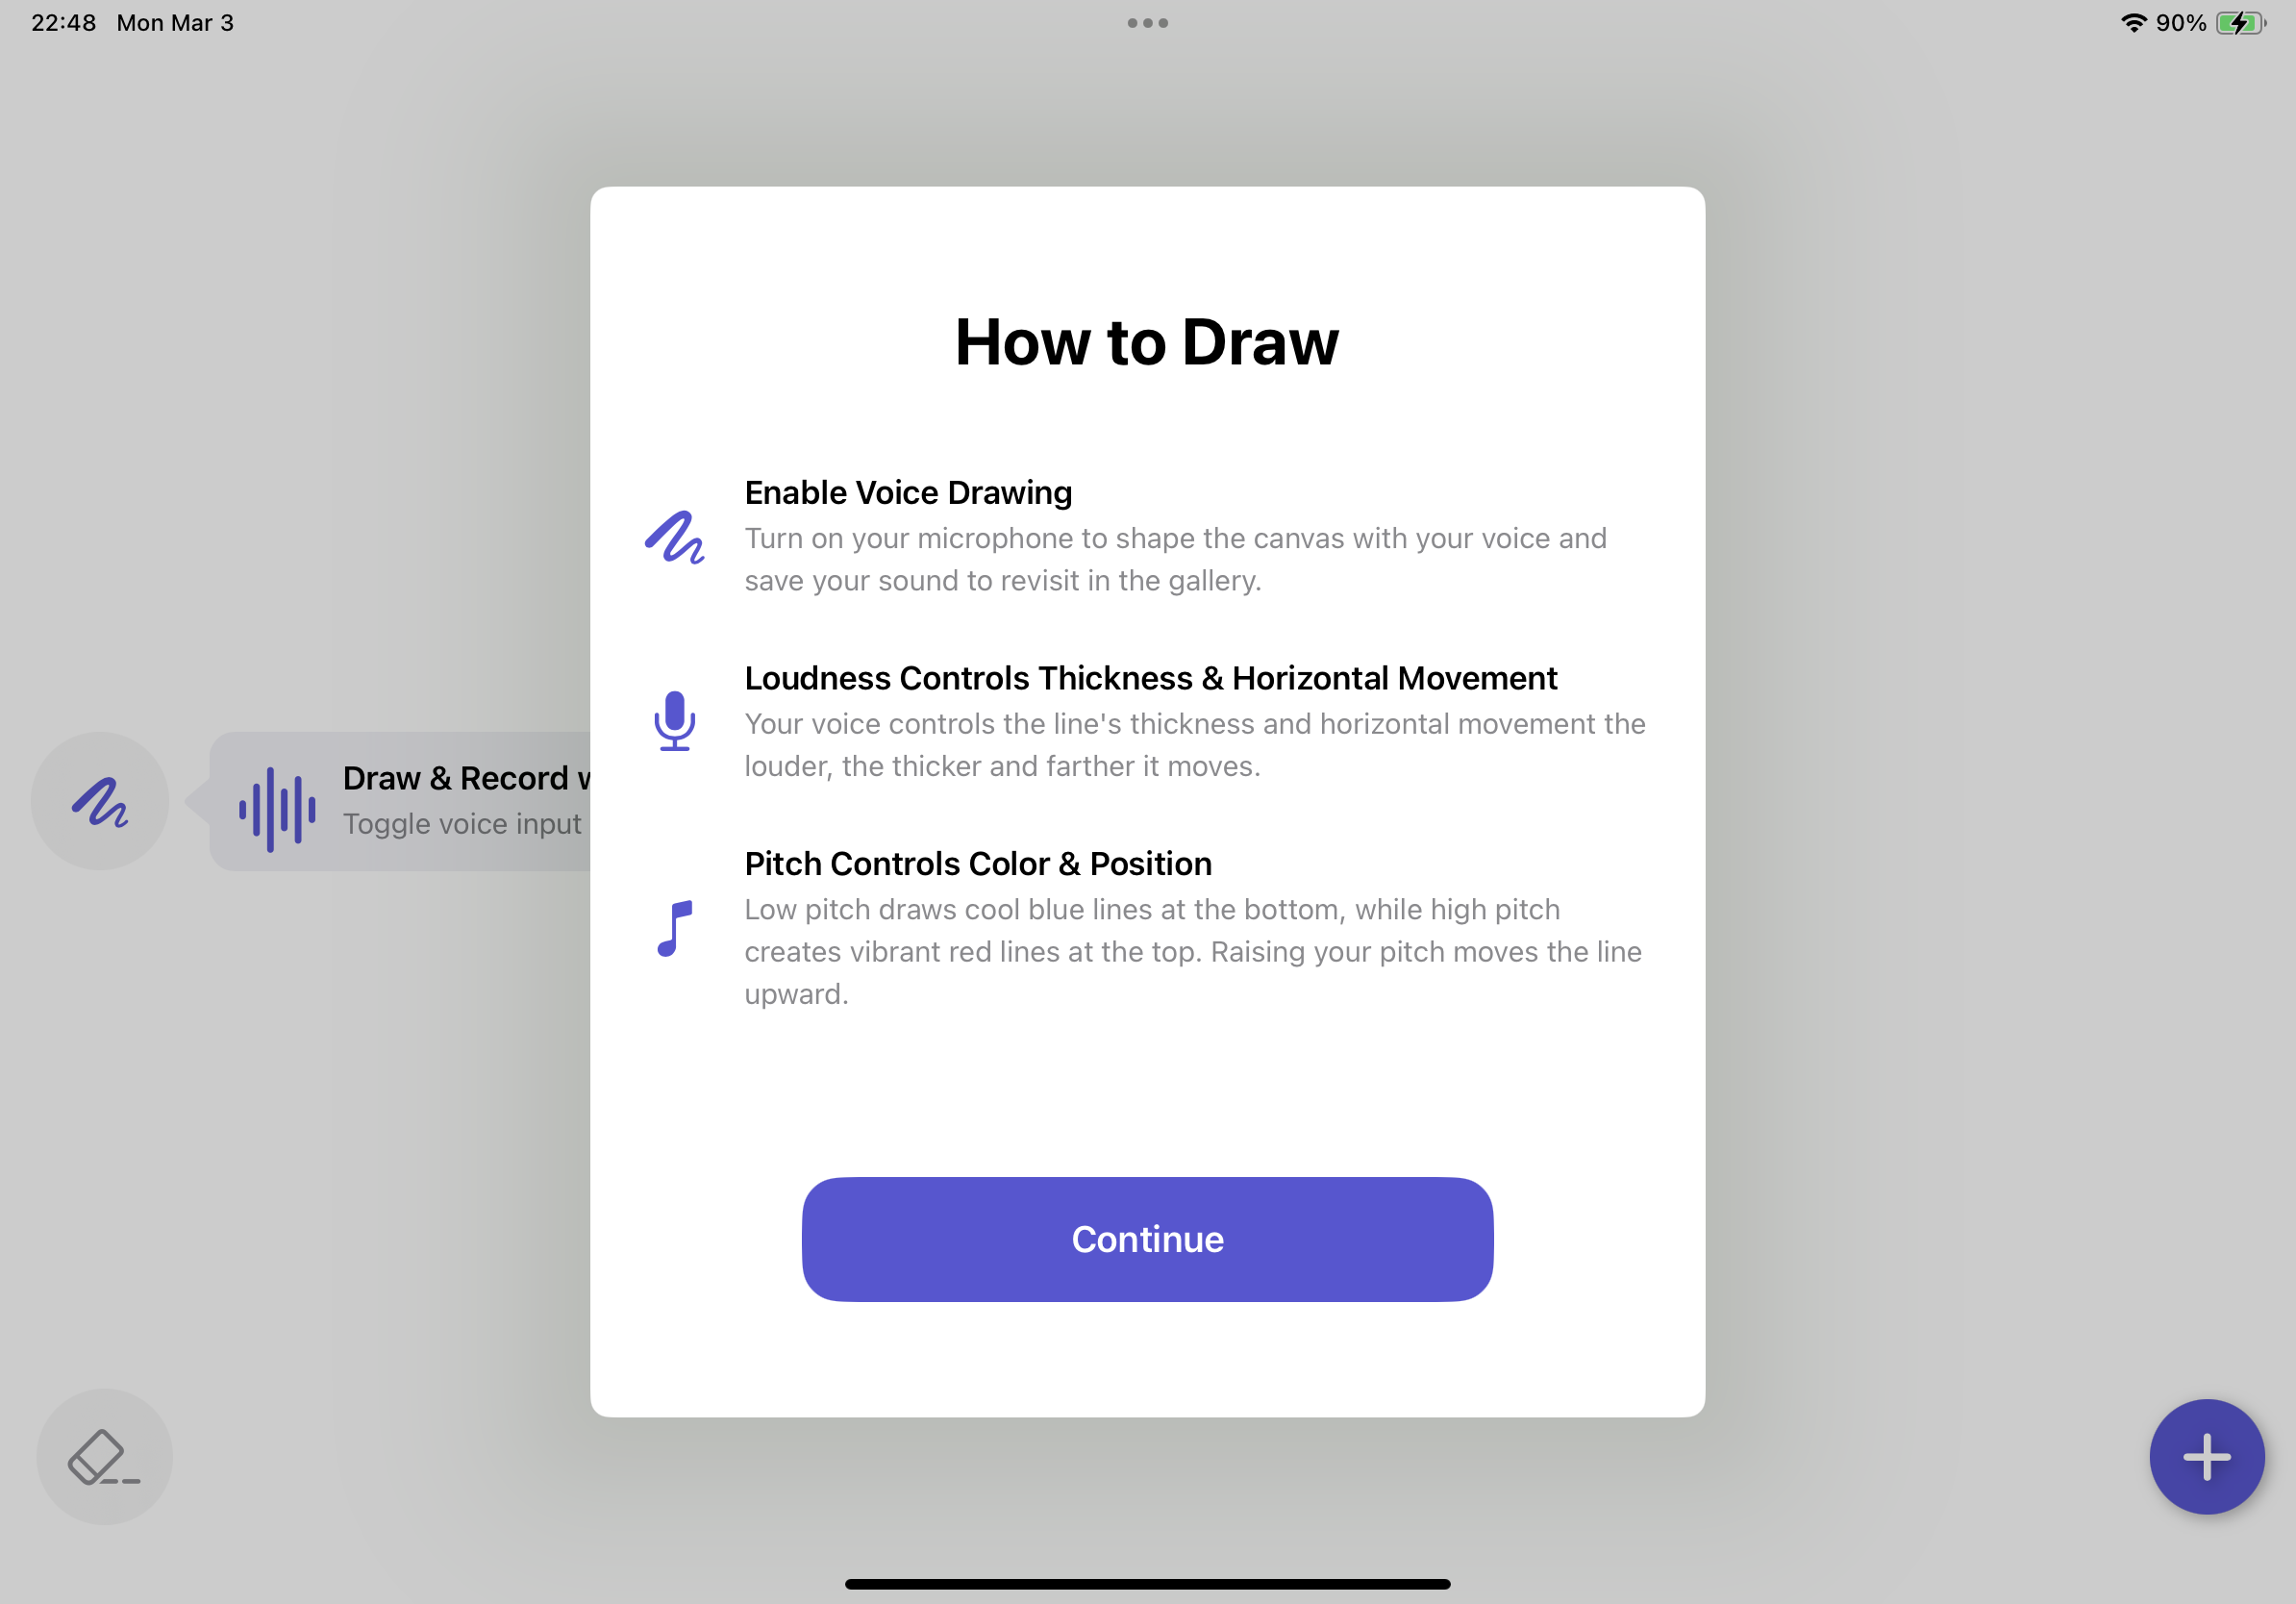 22:48 Mon Mar 3
90%
How to Draw
Enable Voice Drawing
Turn on your microphone to shape the canvas with your voice and
save your sound to revisit in the gallery.
Loudness Controls Thickness & Horizontal Movement
Your voice controls the line's thickness and horizontal movement the
louder, the thicker and farther it moves.
Draw & Record
Toggle voice input
Pitch Controls Color & Position
Low pitch draws cool blue lines at the bottom, while high pitch
creates vibrant red lines at the top. Raising your pitch moves the line
upward.
Continue